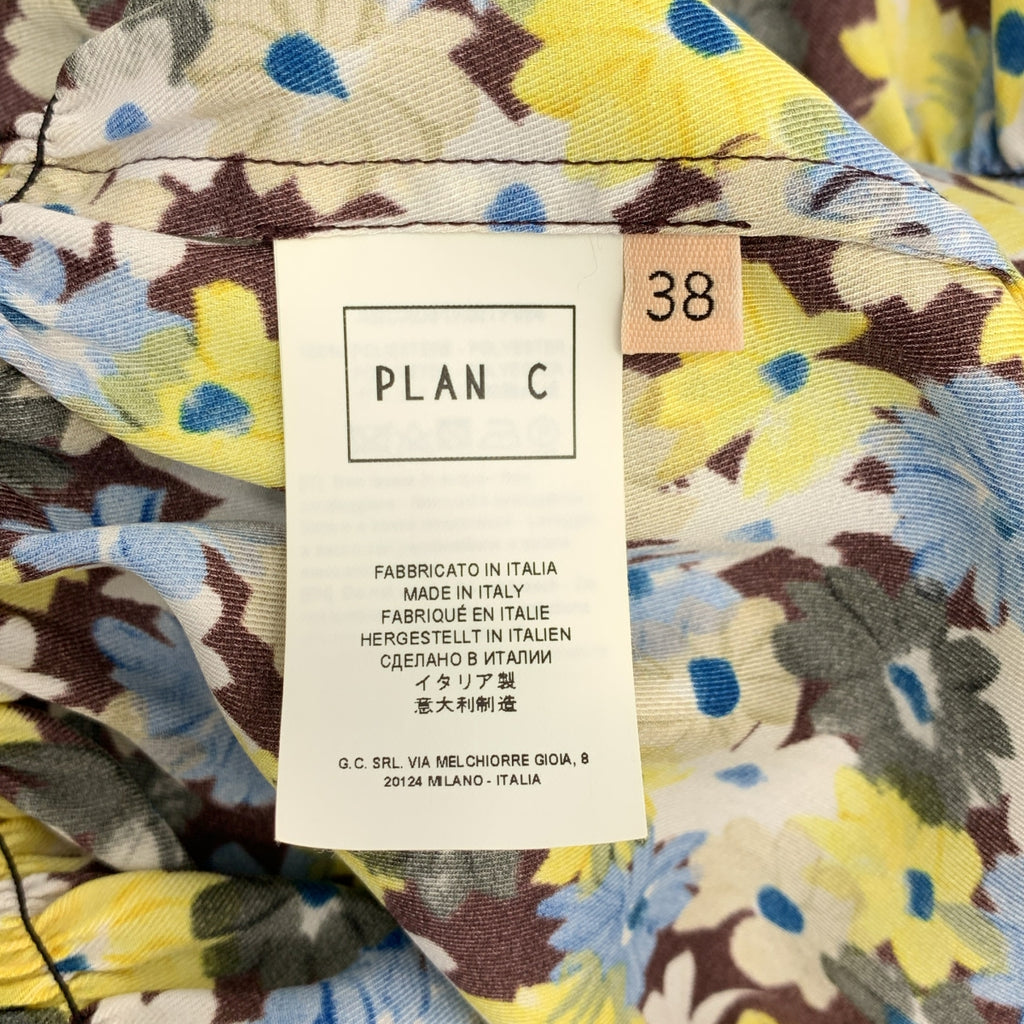 38
PLAN C
FABBRICATO IN ITALIA
MADE IN ITALY
FABRIQUÉ EN ITALIE
HERGESTELLT IN ITALIEN
СДЕЛАНО В ИТАЛИИ
イタリア製
意大利制造
G.C. SRL. VIA MELCHIORRE GIOIA, 8
20124 MILANO - ITALIA